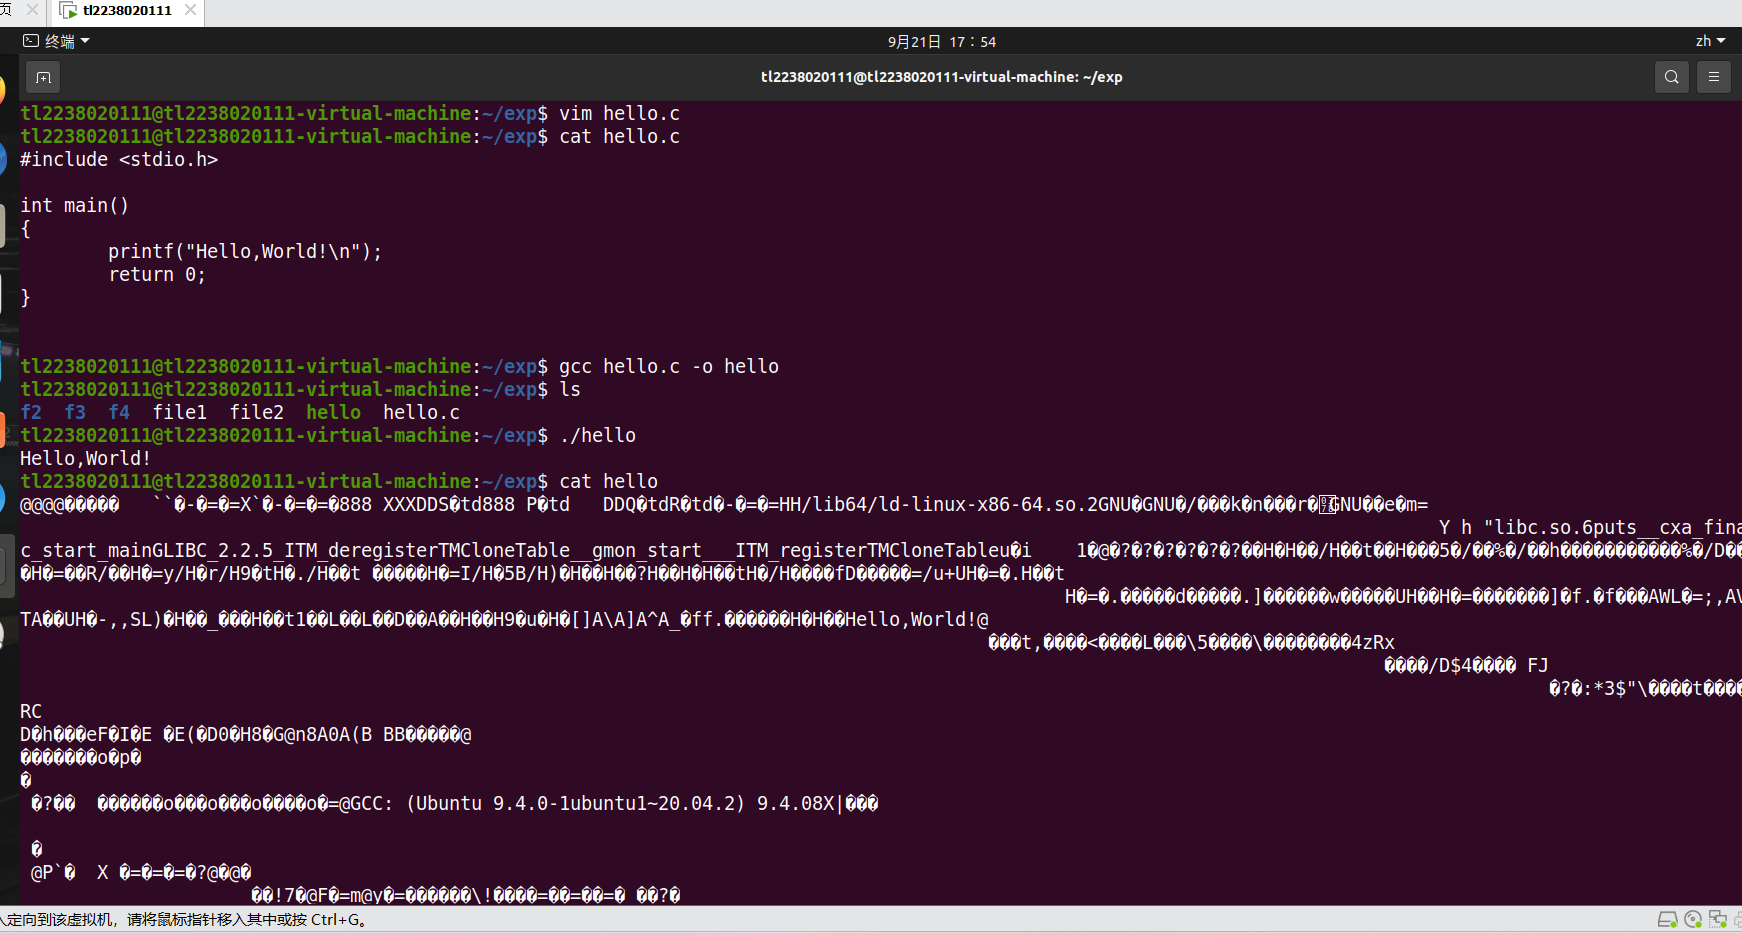 页
tl2238020111
终端
9月21日 17：54
zh
tl2238020111@tl2238020111-virtual-machine: ~/exp
tl2238020111@tl2238020111-virtual-machine:~/exp$ vim hello.c
tl2238020111@tl2238020111-virtual-machine:~/exp$ cat hello.c
#include <stdio.h>
int main()
{
        printf("Hello,World!\n");
        return 0;
}
tl2238020111@tl2238020111-virtual-machine:~/exp$ gcc hello.c -o hello
tl2238020111@tl2238020111-virtual-machine:~/exp$ ls
f2  f3  f4  file1  file2  hello  hello.c
tl2238020111@tl2238020111-virtual-machine:~/exp$ ./hello
Hello,World!
tl2238020111@tl2238020111-virtual-machine:~/exp$ cat hello
@@@@�����   ``�-�=�=X`�-�=�=�888 XXXDDS�td888 P�td   DDQ�tdR�td�-�=�=HH/lib64/ld-linux-x86-64.so.2GNU�GNU�/���k�n���r�GNU��e�m=
Y h "libc.so.6puts__cxa_fina
c_start_mainGLIBC_2.2.5_ITM_deregisterTMCloneTable__gmon_start___ITM_registerTMCloneTableu�i    1�@�?�?�?�?�?�?��H�H��/H��t��H���5�/��%�/��h�����������%�/D��
�H�=��R/��H�=y/H�r/H9�tH�./H��t �����H�=I/H�5B/H)�H��H��?H��H�H��tH�/H����fD�����=/u+UH�=�.H��t
H�=�.�����d�����.]������w�����UH��H�=�������]�f.�f���AWL�=;,AV
TA��UH�-,,SL)�H��_���H��t1��L��L��D��A��H��H9�u�H�[]A\A]A^A_�ff.������H�H��Hello,World!@
���t,����<����L���\5����\��������4zRx
����/D$4���� FJ
�?�:*3$"\����t����
RC
D�h���eF�I�E �E(�D0�H8�G@n8A0A(B BB�����@
�������o�p�
�
�?��  ������o���o���o����o�=@GCC: (Ubuntu 9.4.0-1ubuntu1~20.04.2) 9.4.08X|���
�
@P`�  X �=�=�=�?@�@�
��!7�@F�=m@y�=������\!����=��=��=� ��?�
入定向到该虚拟机，请将鼠标指针移入其中或按 Ctrl+G。